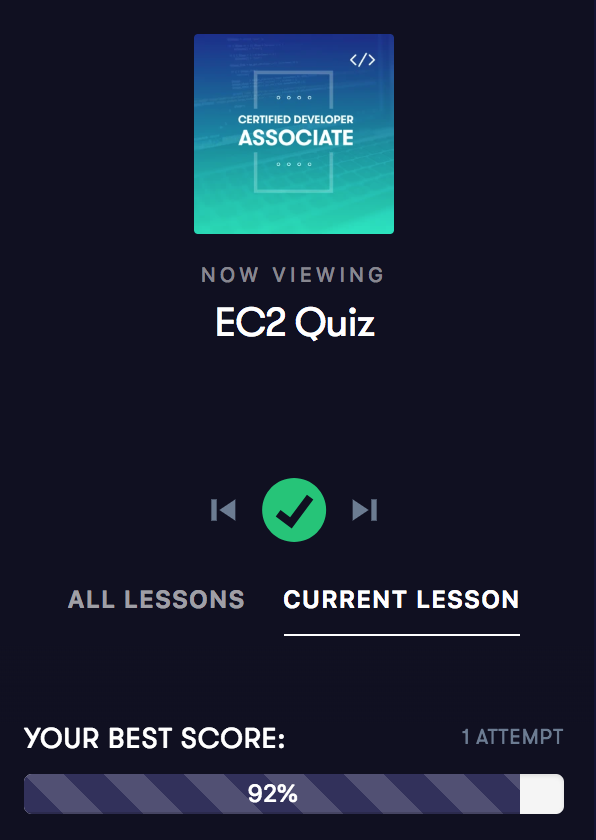 </>
CERTIFIED DEVELOPER
ASSOCIATE
NOW VIEWING
EC2 Quiz
ALL LESSONS CURRENT LESSON
YOUR BEST SCORE: 1 ATTEMPT
92%